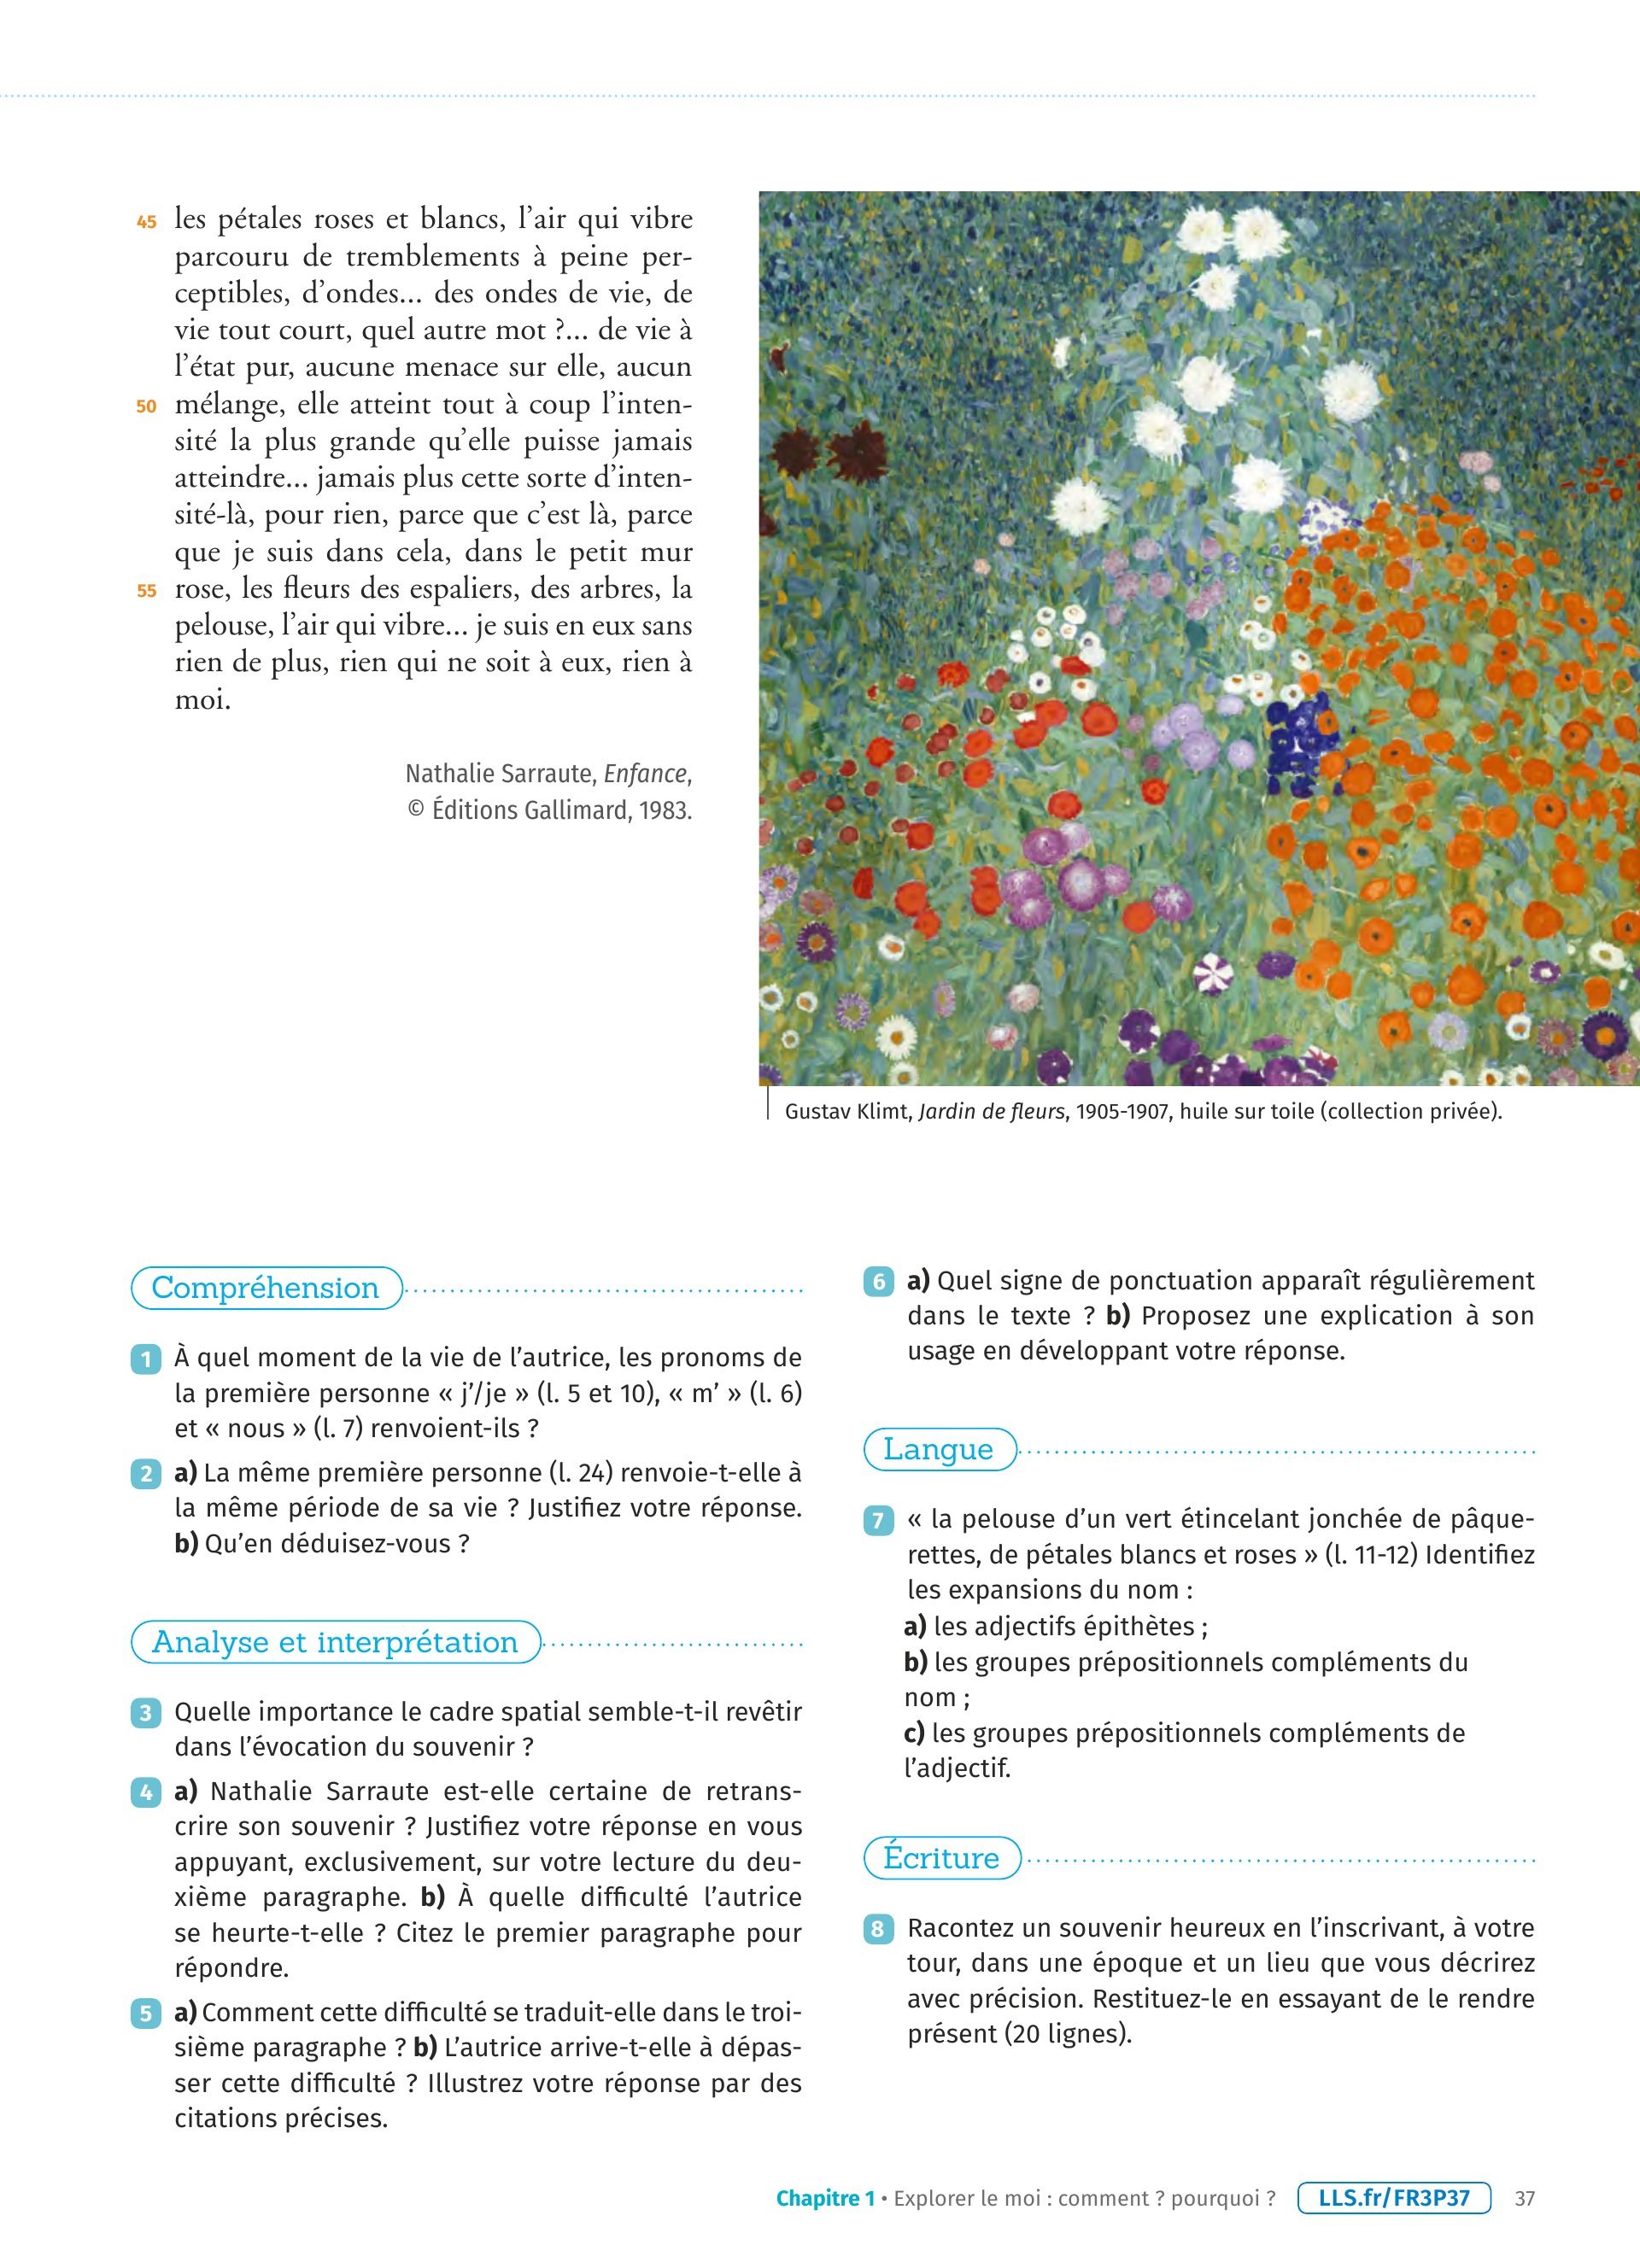 45 les pétales roses et blancs, l’air qui vibre
parcouru de tremblements à peine per-
ceptibles, d’ondes... des ondes de vie, de
vie tout court, quel autre mot ?... de vie à
l’état pur, aucune menace sur elle, aucun
50 mélange, elle atteint tout à coup l’inten-
sité la plus grande qu’elle puisse jamais
atteindre... jamais plus cette sorte d’inten-
sité-là, pour rien, parce que c’est là, parce
que je suis dans cela, dans le petit mur
55 rose, les fleurs des espaliers, des arbres, la
pelouse, l’air qui vibre... je suis en eux sans
rien de plus, rien qui ne soit à eux, rien à
moi.
Nathalie Sarraute, Enfance,
© Éditions Gallimard, 1983.
Gustav Klimt, Jardin de fleurs, 1905-1907, huile sur toile (collection privée).
Compréhension
1 À quel moment de la vie de l’autrice, les pronoms de
la première personne « j’/je » (l. 5 et 10), « m’ » (l. 6)
et « nous » (l. 7) renvoient-ils ?
2 a) La même première personne (l. 24) renvoie-t-elle à
la même période de sa vie ? Justifiez votre réponse.
b) Qu’en déduisez-vous ?
Analyse et interprétation
3 Quelle importance le cadre spatial semble-t-il revêtir
dans l’évocation du souvenir ?
4 a) Nathalie Sarraute est-elle certaine de retrans-
crire son souvenir ? Justifiez votre réponse en vous
appuyant, exclusivement, sur votre lecture du deu-
xième paragraphe. b) À quelle difficulté l’autrice
se heurte-t-elle ? Citez le premier paragraphe pour
répondre.
5 a) Comment cette difficulté se traduit-elle dans le troi-
sième paragraphe ? b) L’autrice arrive-t-elle à dépas-
ser cette difficulté ? Illustrez votre réponse par des
citations précises.
6 a) Quel signe de ponctuation apparaît régulièrement
dans le texte ? b) Proposez une explication à son
usage en développant votre réponse.
Langue
7 « la pelouse d’un vert étincelant jonchée de pâque-
rettes, de pétales blancs et roses » (l. 11-12) Identifiez
les expansions du nom :
a) les adjectifs épithètes ;
b) les groupes prépositionnels compléments du
nom ;
c) les groupes prépositionnels compléments de
l’adjectif.
Écriture
8 Racontez un souvenir heureux en l’inscrivant, à votre
tour, dans une époque et un lieu que vous décrirez
avec précision. Restituez-le en essayant de le rendre
présent (20 lignes).
Chapitre 1 • Explorer le moi : comment ? pourquoi ? LLS.fr/FR3P37 37